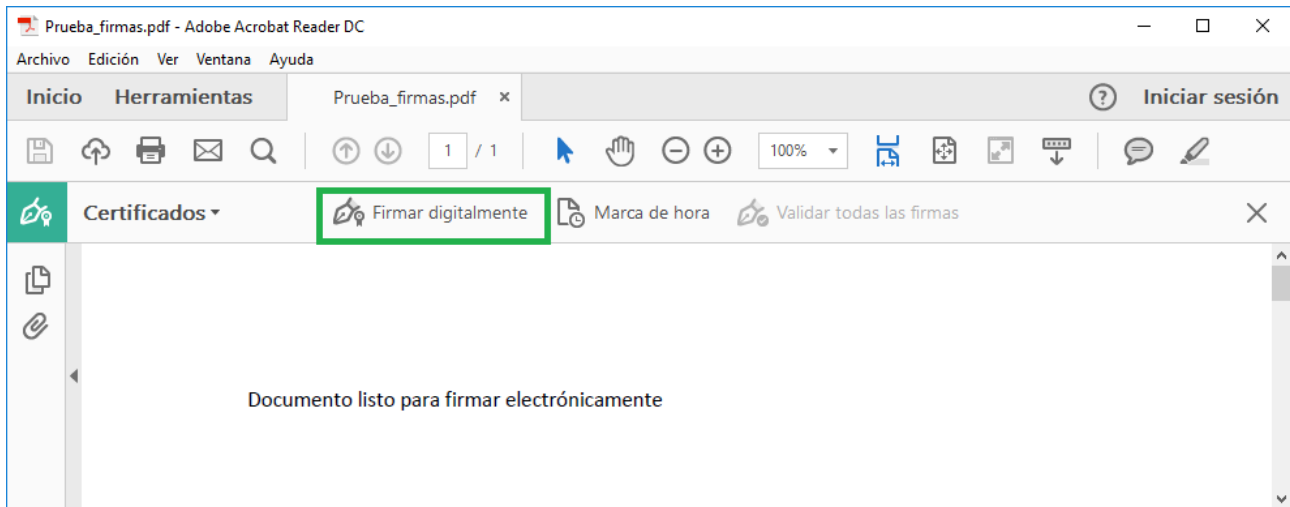 Prueba_firmas.pdf - Adobe Acrobat Reader DC
Archivo Edición Ver Ventana Ayuda
Inicio Herramientas Prueba_firmas.pdf Iniciar sesión
1 / 1 100%
Certificados Firmar digitalmente Marca de hora Validar todas las firmas
Documento listo para firmar electrónicamente